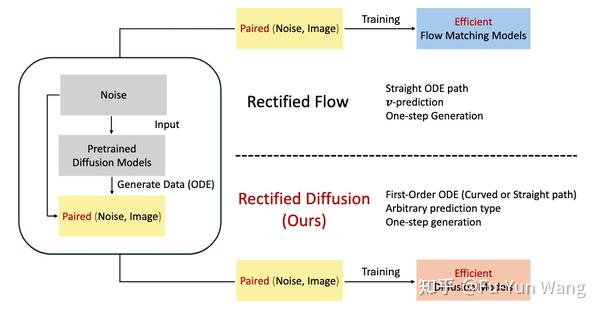 Paired (Noise, Image)
Training
Efficient
Flow Matching Models
Noise
Input
Pretrained
Diffusion Models
Generate Data (ODE)
Paired (Noise, Image)
Rectified Flow
Straight ODE path
v-prediction
One-step Generation
Rectified Diffusion
(Ours)
First-Order ODE (Curved or Straight path)
Arbitrary prediction type
One-step generation
Paired (Noise, Image)
Training
Efficient
Diffusion Models
知乎 @Fu-Yun Wang